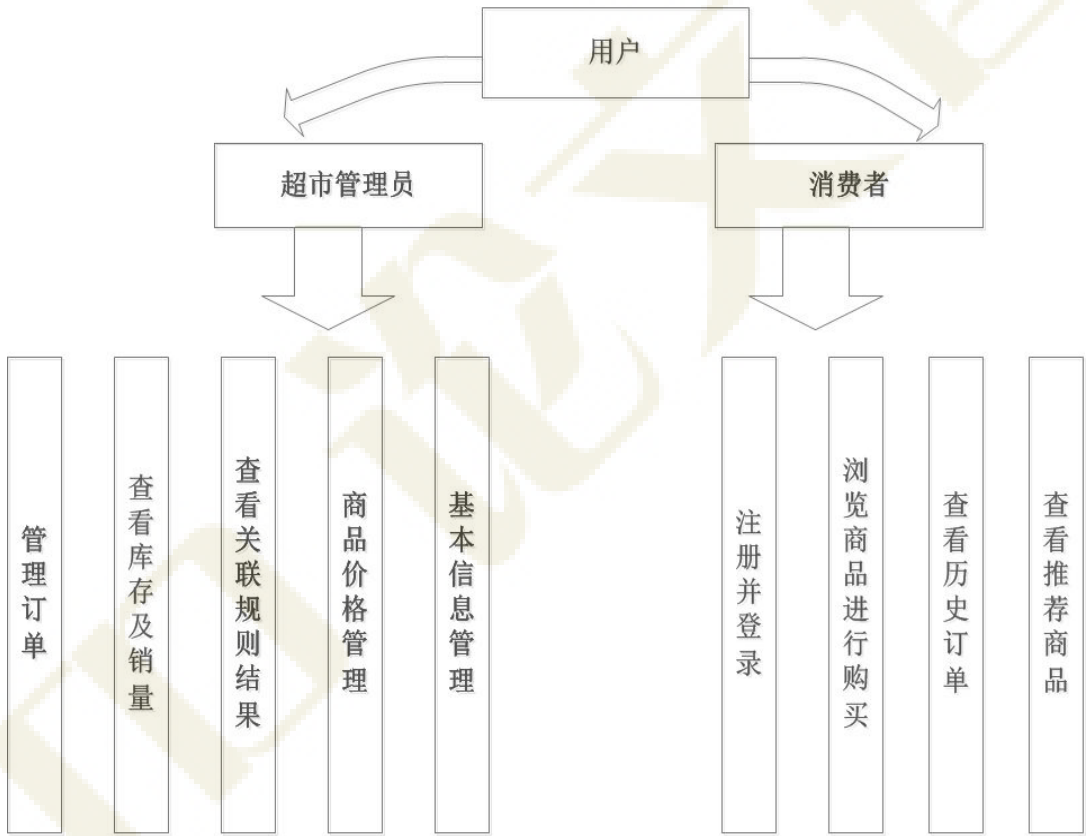 用户
超市管理员
消费者
管理订单
查看库存及销量
查看关联规则结果
商品价格管理
基本信息管理
注册并登录
浏览商品进行购买
查看历史订单
查看推荐商品